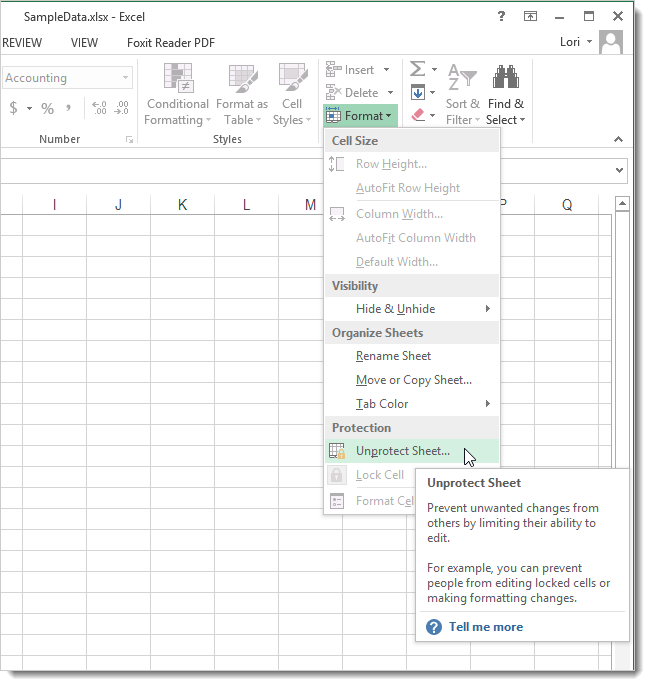 SampleData.xlsx - Excel
?
REVIEW VIEW Foxit Reader PDF Lori
Accounting
$ % ,
←.0 .00
.00 →.0
Conditional Formatting
Format as Table
Cell Styles
Insert
Delete
Format
Σ
A
Z
Sort & Filter
Find & Select
Number
Styles
Cell Size
Row Height...
AutoFit Row Height
Column Width...
AutoFit Column Width
Default Width...
Visibility
Hide & Unhide
Organize Sheets
Rename Sheet
Move or Copy Sheet...
Tab Color
Protection
Unprotect Sheet...
Lock Cell
Format Cel
I J K L M P Q
Unprotect Sheet
Prevent unwanted changes from
others by limiting their ability to
edit.
For example, you can prevent
people from editing locked cells or
making formatting changes.
? Tell me more